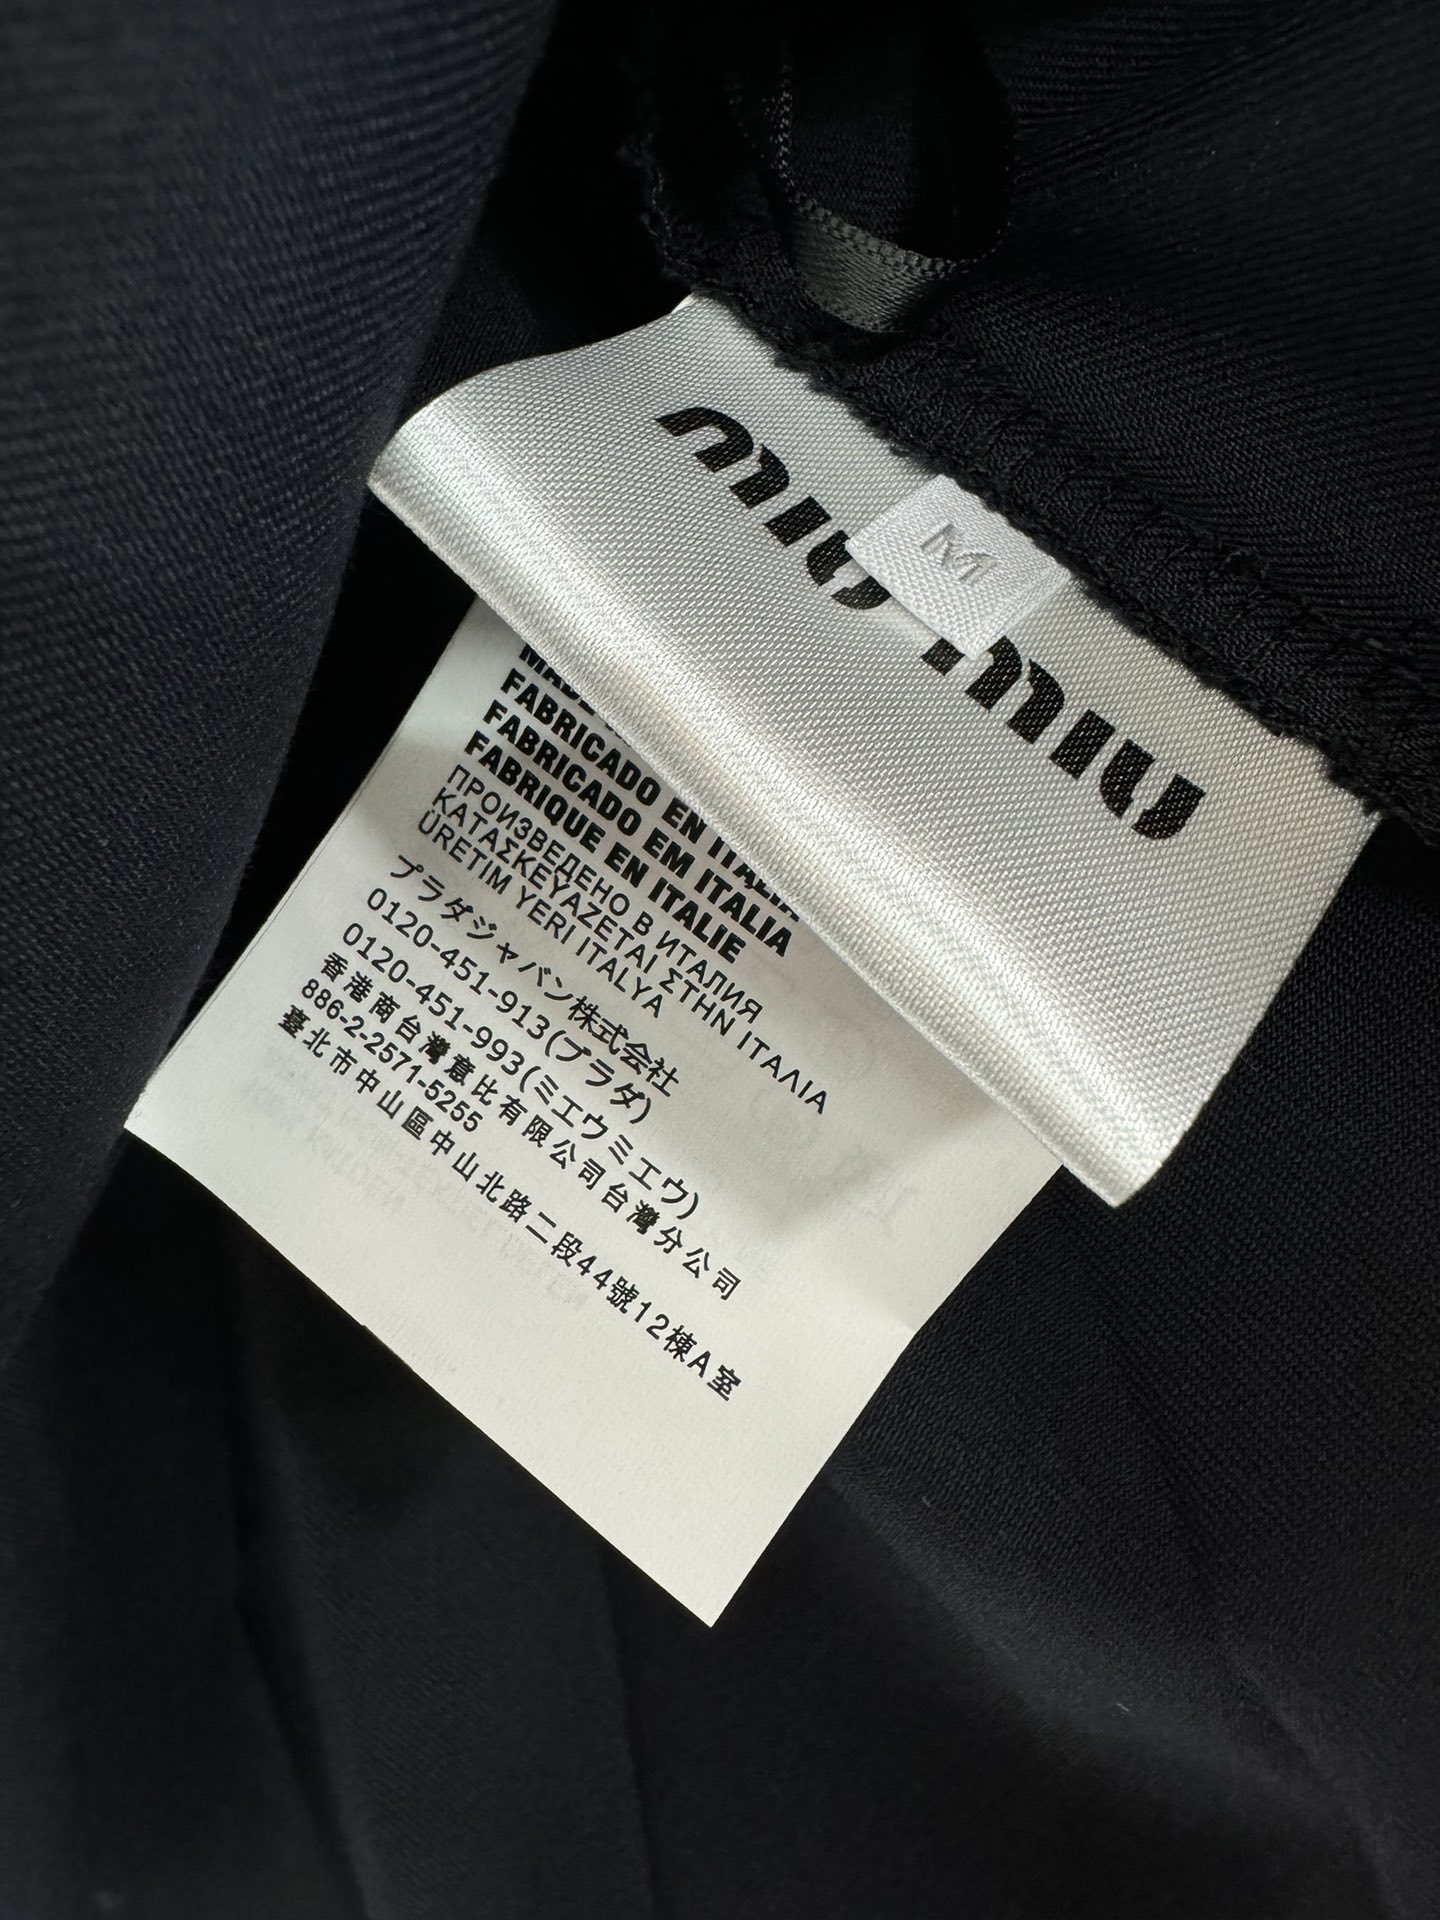 miu miu
M
FABRICADO EN ITALIA
FABRICADO EM ITALIA
FABRIQUE EN ITALIE
ПРОИЗВЕДЕНО В ИТАЛИЯ
ΚΑΤΑΣΚΕΥΑΖΕΤΑΙ ΣΤΗΝ ΙΤΑΛΙΑ
ÜRETIM YERI ITALYA
プラダジャバン株式会社
0120-451-913(プラダ)
0120-451-993(ミエウミエウ)
香港商台灣意比有限公司台灣分公司
886-2-2571-5255
臺北市中山區中山北路二段44號12棟A室